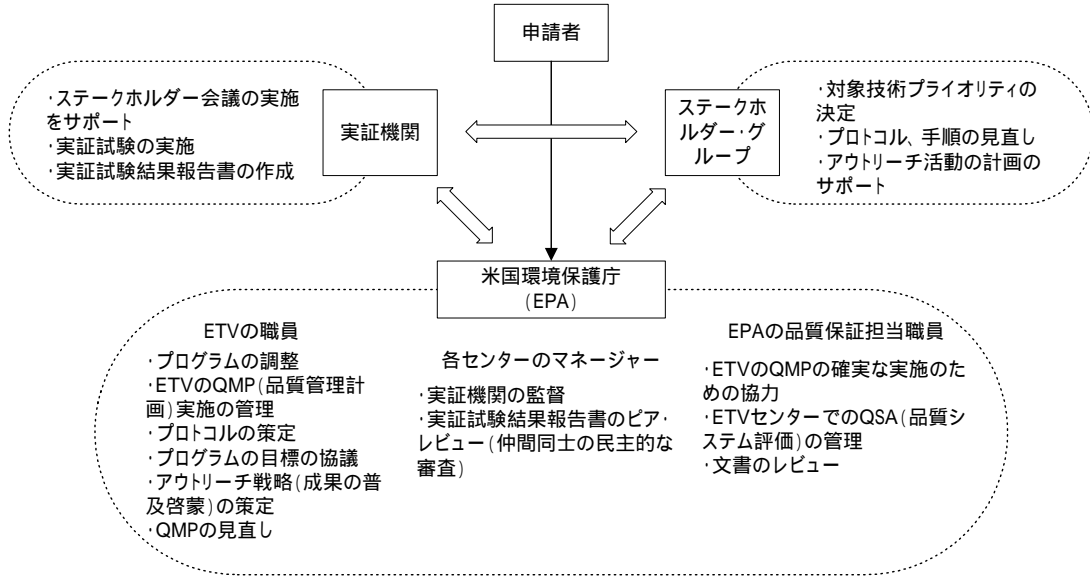 申請者
・ステークホルダー会議の実施
をサポート
・実証試験の実施
・実証試験結果報告書の作成
実証機関
ステークホ
ルダー・グ
ループ
・対象技術プライオリティの
決定
・プロトコル、手順の見直し
・アウトリーチ活動の計画の
サポート
米国環境保護庁
(EPA)
ETVの職員
・プログラムの調整
・ETVのQMP(品質管理計
画)実施の管理
・プロトコルの策定
・プログラムの目標の協議
・アウトリーチ戦略(成果の普
及啓蒙)の策定
・QMPの見直し
各センターのマネージャー
・実証機関の監督
・実証試験結果報告書のピア・
レビュー(仲間同士の民主的な
審査)
EPAの品質保証担当職員
・ETVのQMPの確実な実施のた
めの協力
・ETVセンターでのQSA(品質シ
ステム評価)の管理
・文書のレビュー